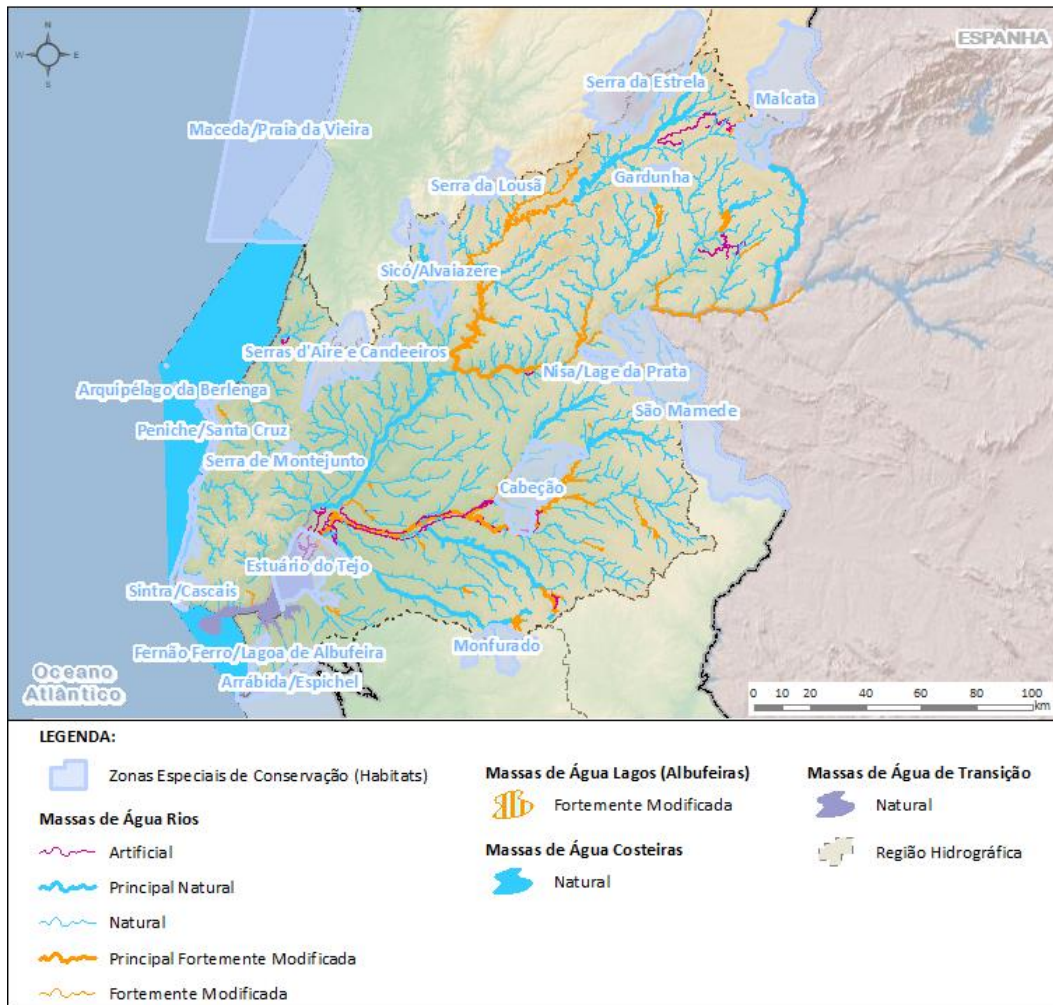 N
W
E
S
ESPANHA
Serra da Estrela
Malcata
Maceda/Praia da Vieira
Gardunha
Serra da Lousã
Sicó/Alvaiazere
Serras d'Aire e Candeeiros
Nisa/Lage da Prata
Arquipélago da Berlenga
São Mamede
Peniche/Santa Cruz
Serra de Montejunto
Cabeção
Estuário do Tejo
Sintra/Cascais
Monfurado
Fernão Ferro/Lagoa de Albufeira
Oceano
Atlântico
Arrábida/Espichel
0 10 20 40 60 80 100
km
LEGENDA:
Zonas Especiais de Conservação (Habitats)
Massas de Água Rios
Artificial
Principal Natural
Natural
Principal Fortemente Modificada
Fortemente Modificada
Massas de Água Lagos (Albufeiras)
Fortemente Modificada
Massas de Água Costeiras
Natural
Massas de Água de Transição
Natural
Região Hidrográfica